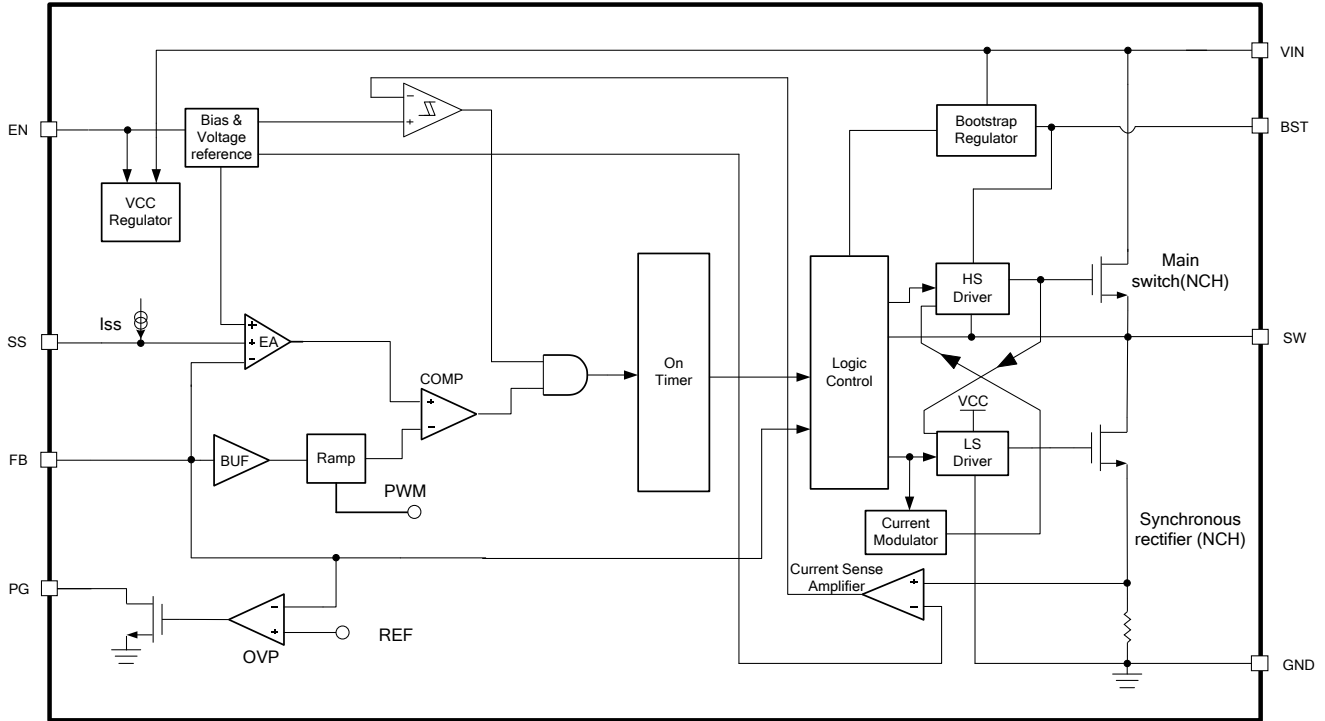 VIN
EN
Bias &
Voltage
reference
−
+
Bootstrap
Regulator
BST
VCC
Regulator
Iss
SS
+
+
−
EA
COMP
+
−
On
Timer
Logic
Control
HS
Driver
Main
switch(NCH)
SW
VCC
LS
Driver
FB
BUF
Ramp
PWM
Current
Modulator
Synchronous
rectifier (NCH)
Current Sense
Amplifier
+
−
PG
−
+
REF
OVP
GND